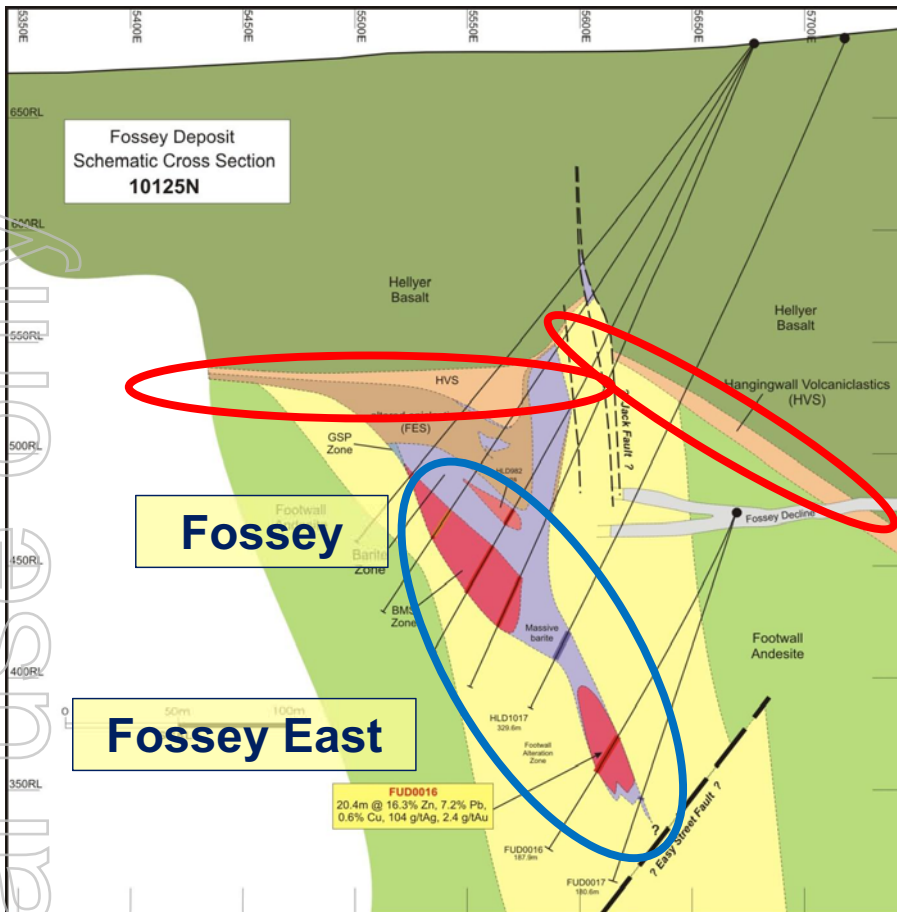 5350E
5400E
5450E
5500E
5550E
5600E
5650E
5700E
650RL
Fossey Deposit
Schematic Cross Section
10125N
600RL
Hellyer
Basalt
Hellyer
Basalt
550RL
HVS
Hangingwall Volcaniclastics
(HVS)
? Jack Fault ?
(FES)
GSP
Zone
500RL
HLD982
Fossey
Footwall
Andesite
Fossey Decline
Barite
Zone
450RL
BMS
Zone
Massive
barite
Footwall
Andesite
400RL
0
50m
100m
Fossey East
HLD1017
329.6m
Footwall
Alteration
Zone
350RL
FUD0016
20.4m @ 16.3% Zn, 7.2% Pb,
0.6% Cu, 104 g/tAg, 2.4 g/tAu
?
? Easy Street Fault ?
FUD0016
187.9m
FUD0017
180.6m